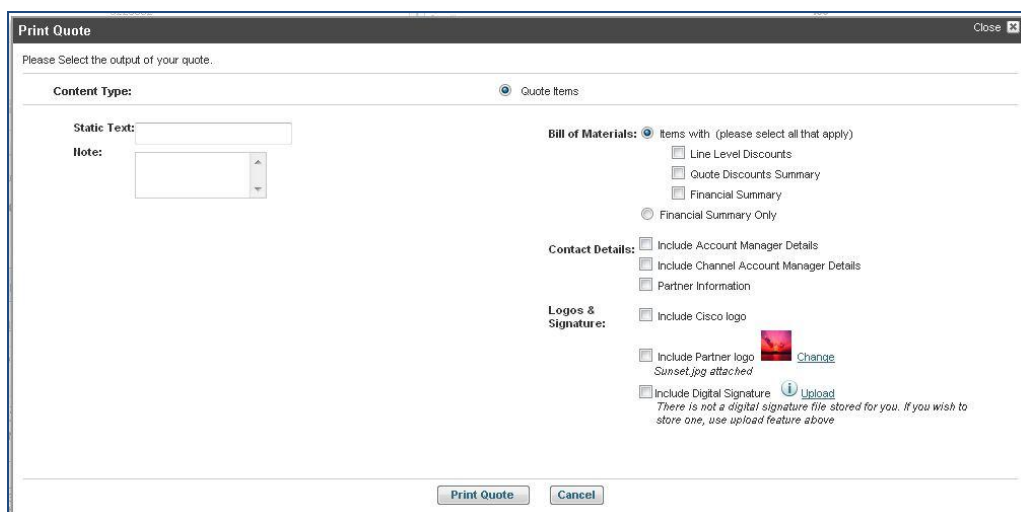 Print Quote
Close
Please Select the output of your quote.
Content Type:
Quote Items
Static Text:
Note:
Bill of Materials: Items with (please select all that apply)
Line Level Discounts
Quote Discounts Summary
Financial Summary
Financial Summary Only
Contact Details: Include Account Manager Details
Include Channel Account Manager Details
Partner Information
Logos &
Signature:
Include Cisco logo
Include Partner logo Change
Sunset.jpg attached
Include Digital Signature i Upload
There is not a digital signature file stored for you. If you wish to
store one, use upload feature above
Print Quote Cancel